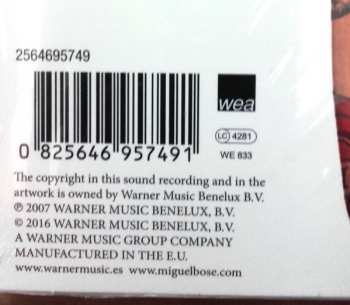 2564695749
wea
LC 4281
0 825646 957491
WE 833
The copyright in this sound recording and in the
artwork is owned by Warner Music Benelux B.V.
℗ 2007 WARNER MUSIC BENELUX, B.V.
© 2016 WARNER MUSIC BENELUX, B.V.
A WARNER MUSIC GROUP COMPANY
MANUFACTURED IN THE E.U.
www.warnermusic.es www.miguelbose.com